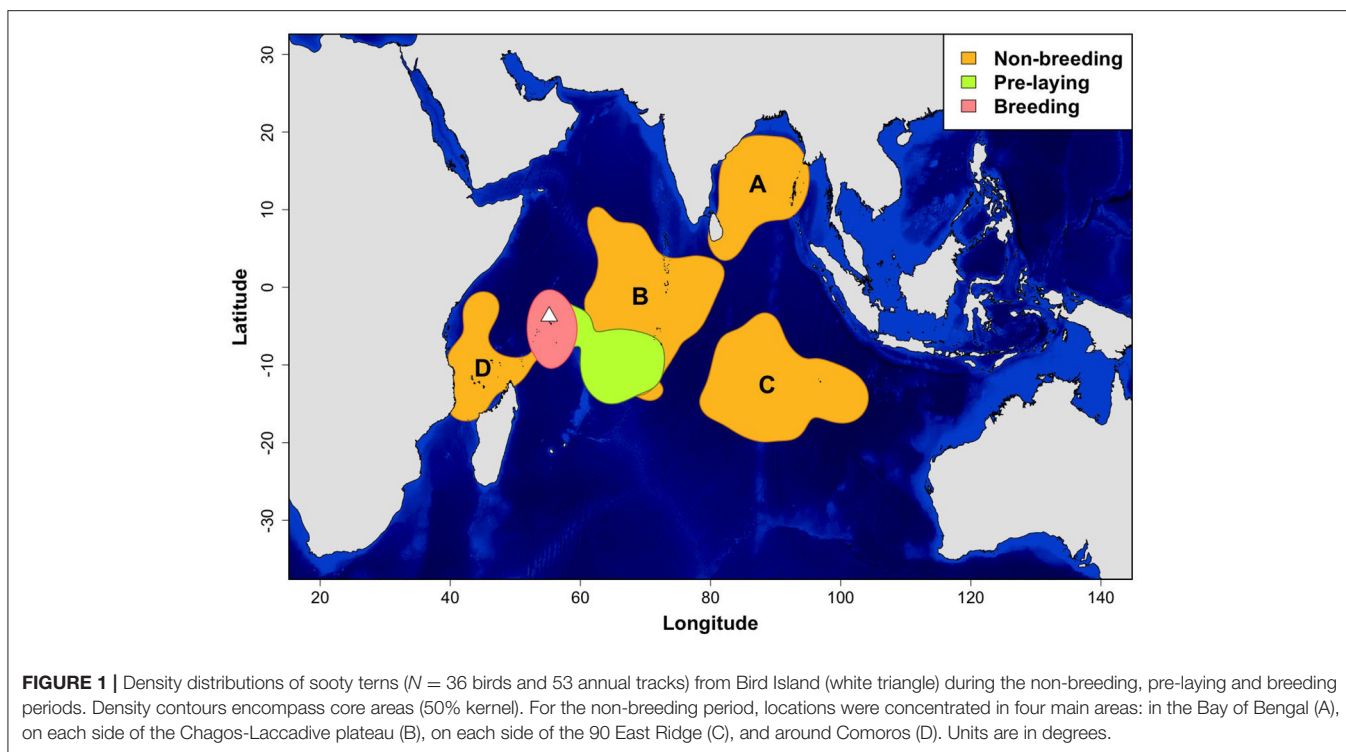 Non-breeding
Pre-laying
Breeding
30
20
10
0
-10
-20
-30
Latitude
A
B
C
D
20
40
60
80
100
120
140
Longitude
FIGURE 1 | Density distributions of sooty terns (N = 36 birds and 53 annual tracks) from Bird Island (white triangle) during the non-breeding, pre-laying and breeding
periods. Density contours encompass core areas (50% kernel). For the non-breeding period, locations were concentrated in four main areas: in the Bay of Bengal (A),
on each side of the Chagos-Laccadive plateau (B), on each side of the 90 East Ridge (C), and around Comoros (D). Units are in degrees.